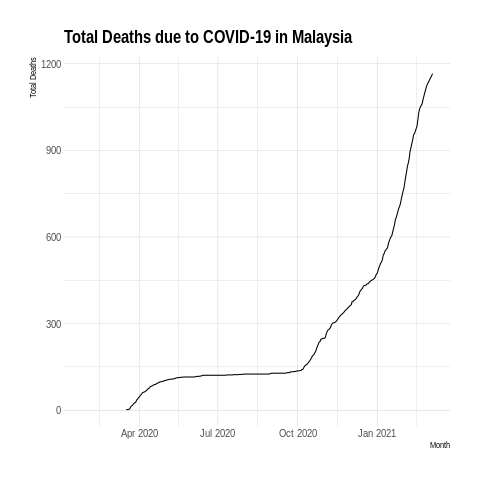 Total Deaths due to COVID-19 in Malaysia
Total Deaths
1200
900
600
300
0
Apr 2020
Jul 2020
Oct 2020
Jan 2021
Month